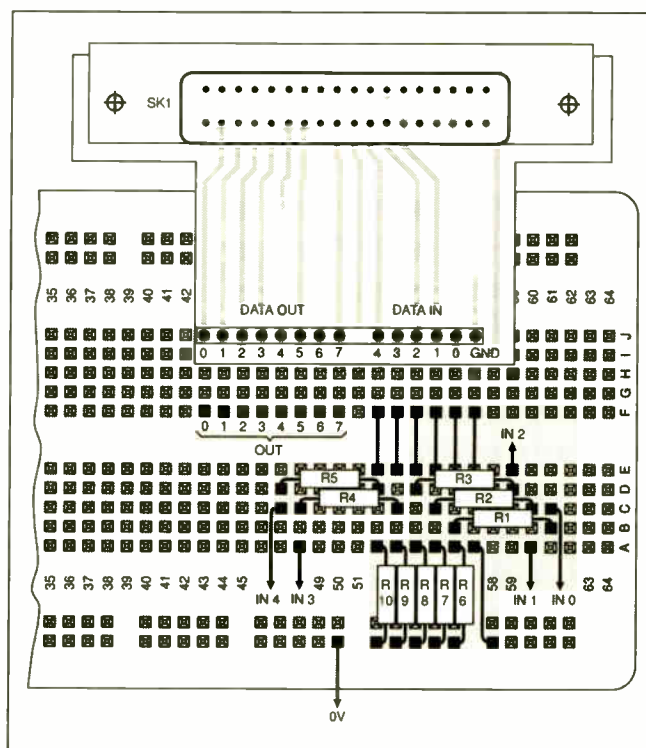 SK1
35 36 37 38 39 40 41 42 60 61 62 63 64
DATA OUT DATA IN
J
0 1 2 3 4 5 6 7 4 3 2 1 0 GND I
H
G
F
0 1 2 3 4 5 6 7
OUT
IN 2
E
R5 R3 D
R4 R2 C
R1 B
A
35 36 37 38 39 40 41 42 43 44 45 49 50 51 58 59 63 64
R R R R R
10 9 8 7 6
IN 4 IN 3 IN 1 IN 0
0V